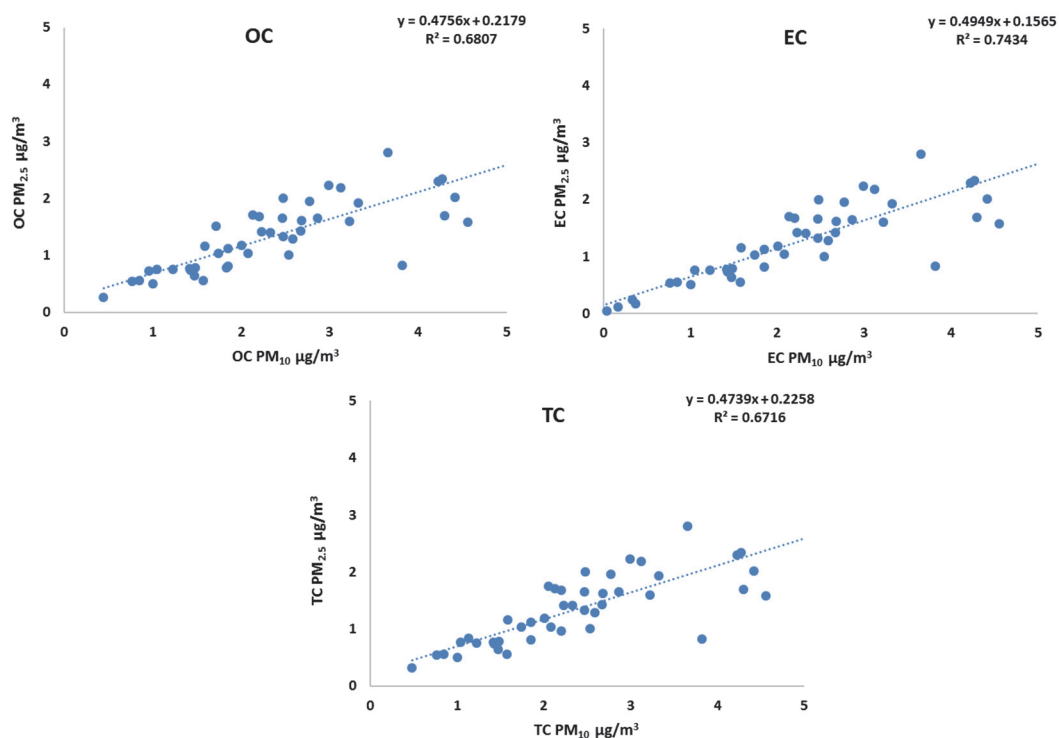 OC
y = 0.4756x + 0.2179
R² = 0.6807
5
4
3
2
1
0
OC PM₂.₅ µg/m³
0 1 2 3 4 5
OC PM₁₀ µg/m³
EC
y = 0.4949x + 0.1565
R² = 0.7434
5
4
3
2
1
0
EC PM₂.₅ µg/m³
0 1 2 3 4 5
EC PM₁₀ µg/m³
TC
y = 0.4739x + 0.2258
R² = 0.6716
5
4
3
2
1
0
TC PM₂.₅ µg/m³
0 1 2 3 4 5
TC PM₁₀ µg/m³